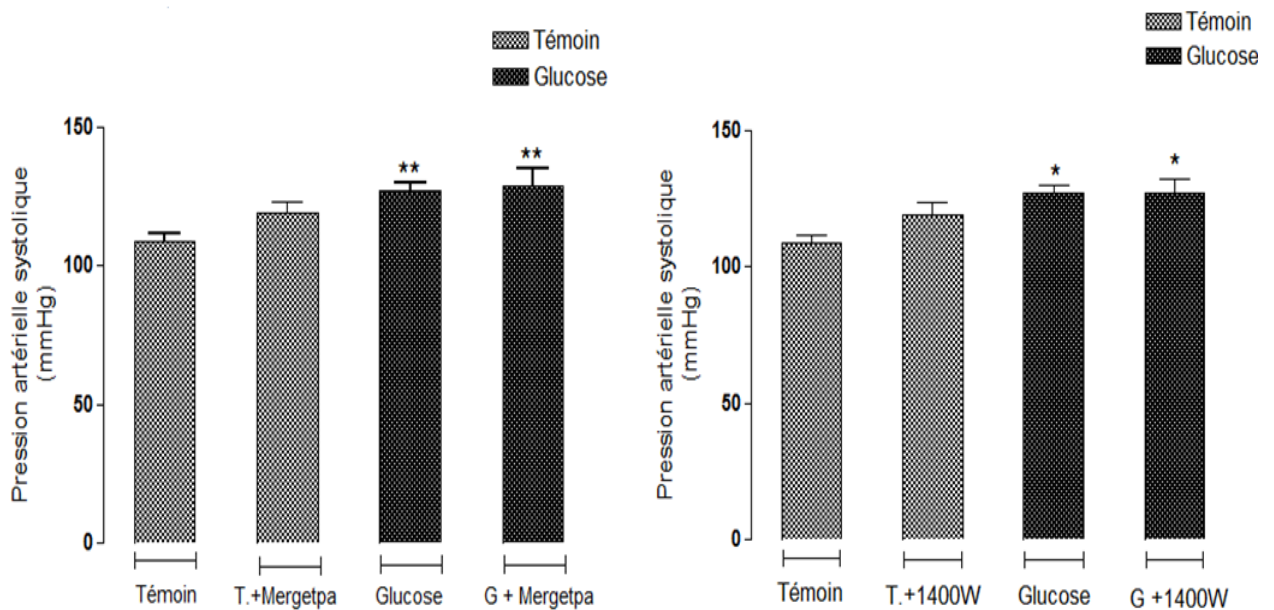 Témoin
Glucose
Pression artérielle systolique
(mmHg)
150
100
50
0
**
**
Témoin
T.+Mergetpa
Glucose
G + Mergetpa
Témoin
Glucose
Pression artérielle systolique
(mmHg)
150
100
50
0
*
*
Témoin
T.+1400W
Glucose
G +1400W